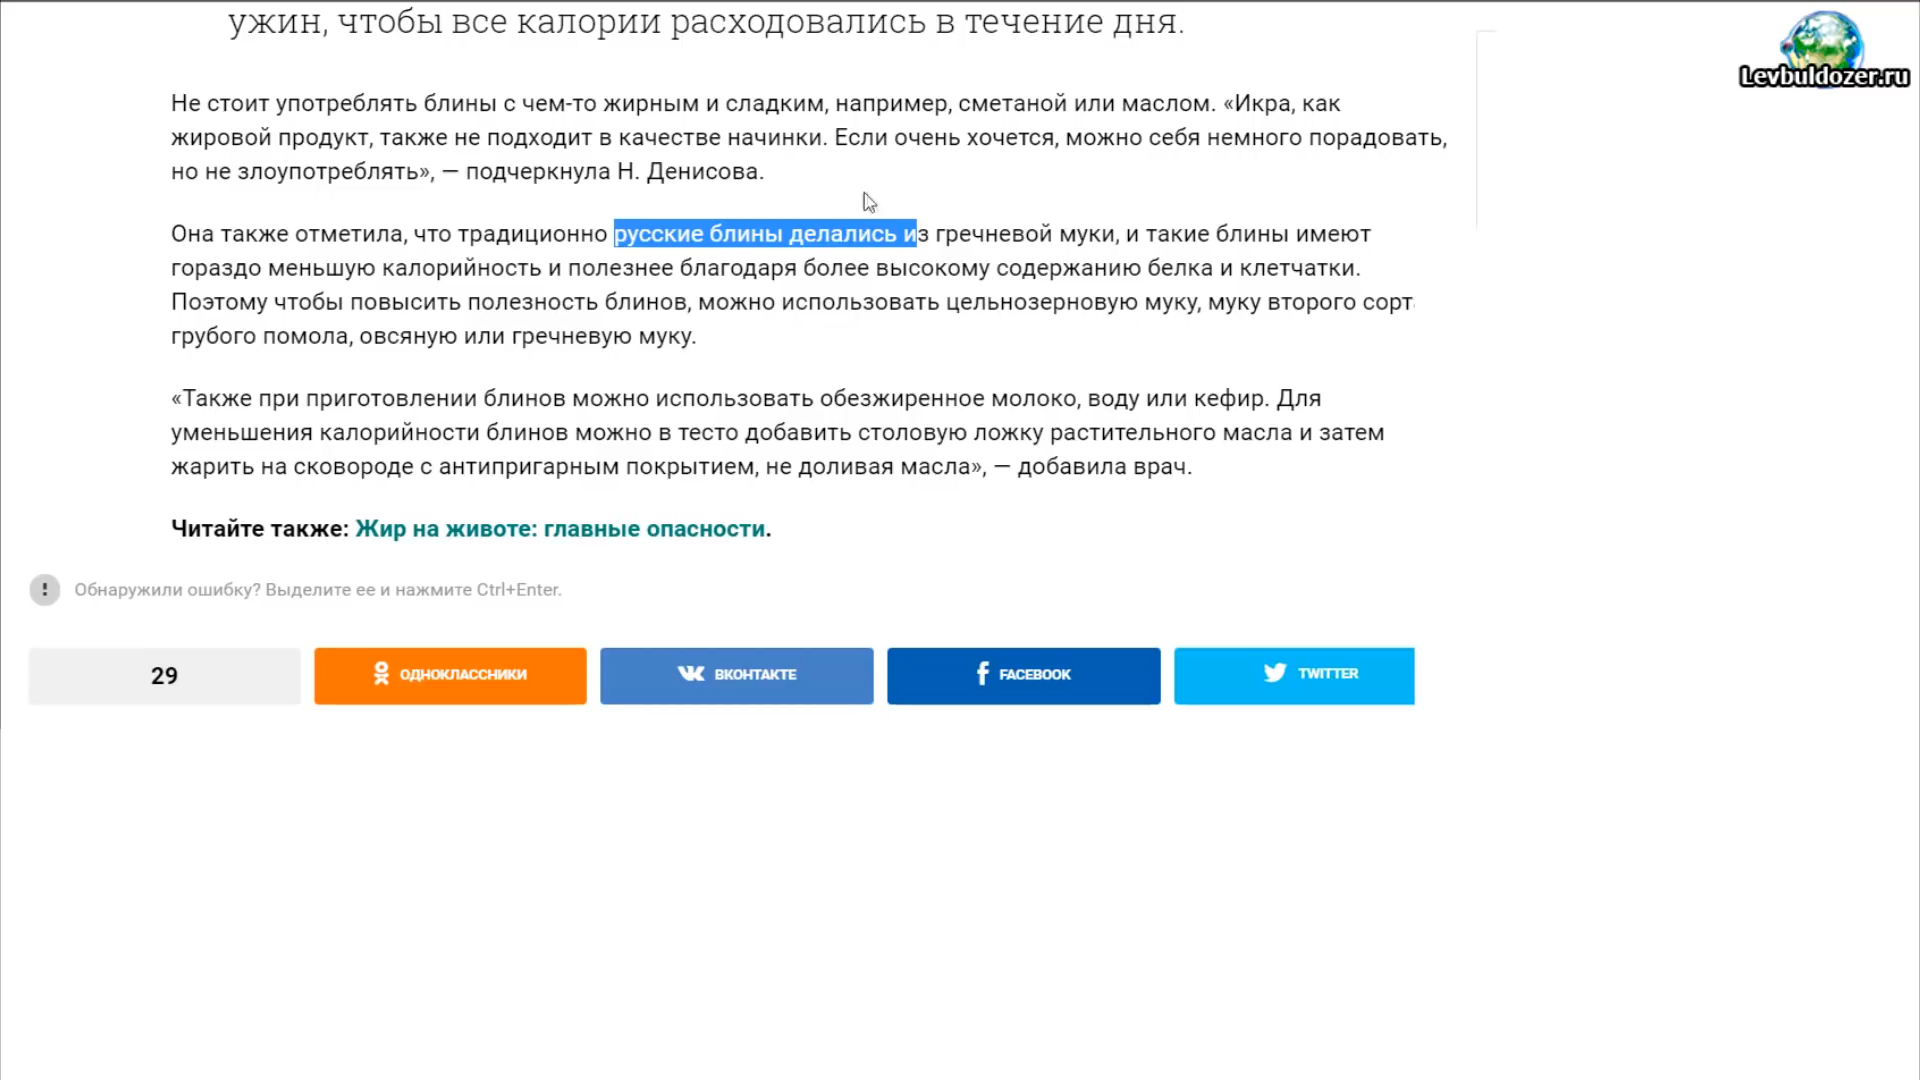 ужин, чтобы все калории расходовались в течение дня.
Levbuldozer.ru
Не стоит употреблять блины с чем-то жирным и сладким, например, сметаной или маслом. «Икра, как
жировой продукт, также не подходит в качестве начинки. Если очень хочется, можно себя немного порадовать,
но не злоупотреблять», — подчеркнула Н. Денисова.
Она также отметила, что традиционно русские блины делались из гречневой муки, и такие блины имеют
гораздо меньшую калорийность и полезнее благодаря более высокому содержанию белка и клетчатки.
Поэтому чтобы повысить полезность блинов, можно использовать цельнозерновую муку, муку второго сорт
грубого помола, овсяную или гречневую муку.
«Также при приготовлении блинов можно использовать обезжиренное молоко, воду или кефир. Для
уменьшения калорийности блинов можно в тесто добавить столовую ложку растительного масла и затем
жарить на сковороде с антипригарным покрытием, не доливая масла», — добавила врач.
Читайте также: Жир на животе: главные опасности.
! Обнаружили ошибку? Выделите ее и нажмите Ctrl+Enter.
29 ОДНОКЛАССНИКИ ВКОНТАКТЕ FACEBOOK TWITTER